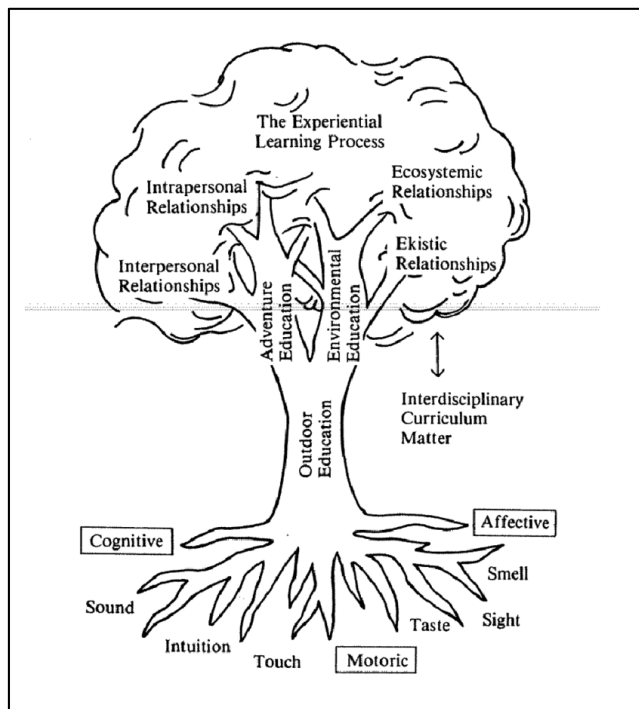 The Experiential
Learning Process
Intrapersonal
Relationships
Ecosystemic
Relationships
Interpersonal
Relationships
Ekistic
Relationships
Adventure
Education
Environmental
Education
Interdisciplinary
Curriculum
Matter
Outdoor
Education
Cognitive
Affective
Sound
Intuition
Touch
Motoric
Taste
Sight
Smell